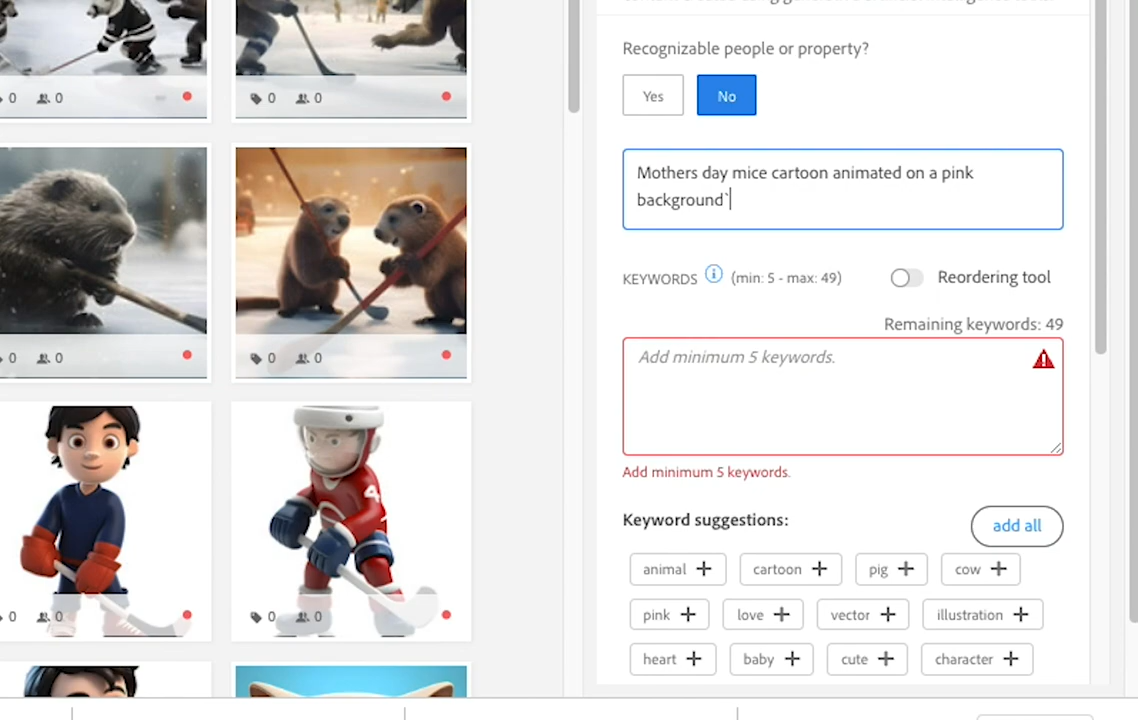 Recognizable people or property?
Yes No
Mothers day mice cartoon animated on a pink
background`
KEYWORDS (min: 5 - max: 49) Reordering tool
Remaining keywords: 49
Add minimum 5 keywords.
Add minimum 5 keywords.
Keyword suggestions: add all
animal + cartoon + pig + cow +
pink + love + vector + illustration +
heart + baby + cute + character +
0 0 0 0
0 0 0 0
4
0 0 0 0